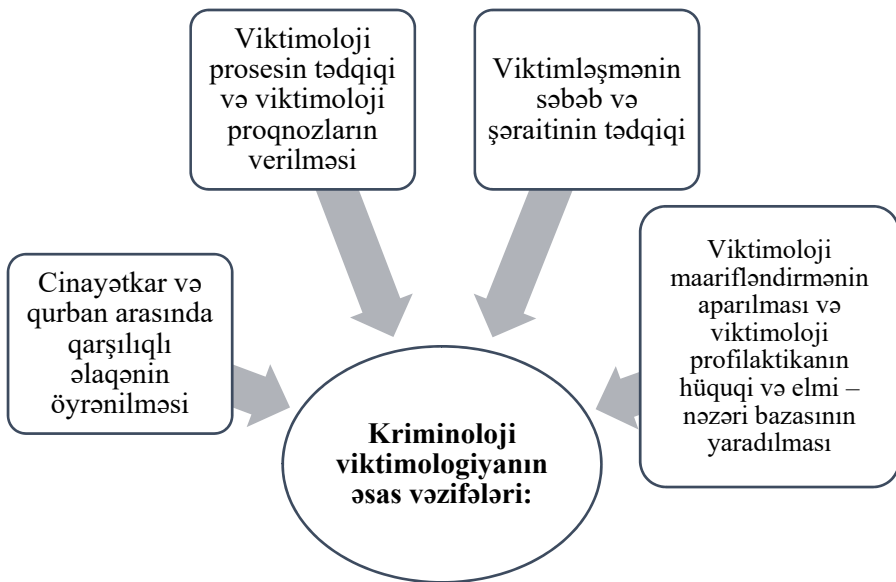 Viktimoloji
prosesin tədqiqi
və viktimoloji
proqnozların
verilməsi
Viktimləşmənin
səbəb və
şəraitinin tədqiqi
Cinayətkar və
qurban arasında
qarşılıqlı
əlaqənin
öyrənilməsi
Viktimoloji
maarifləndirmənin
aparılması və
viktimoloji
profilaktikanın
hüquqi və elmi –
nəzəri bazasının
yaradılması
Kriminoloji
viktimologiyanın
əsas vəzifələri: